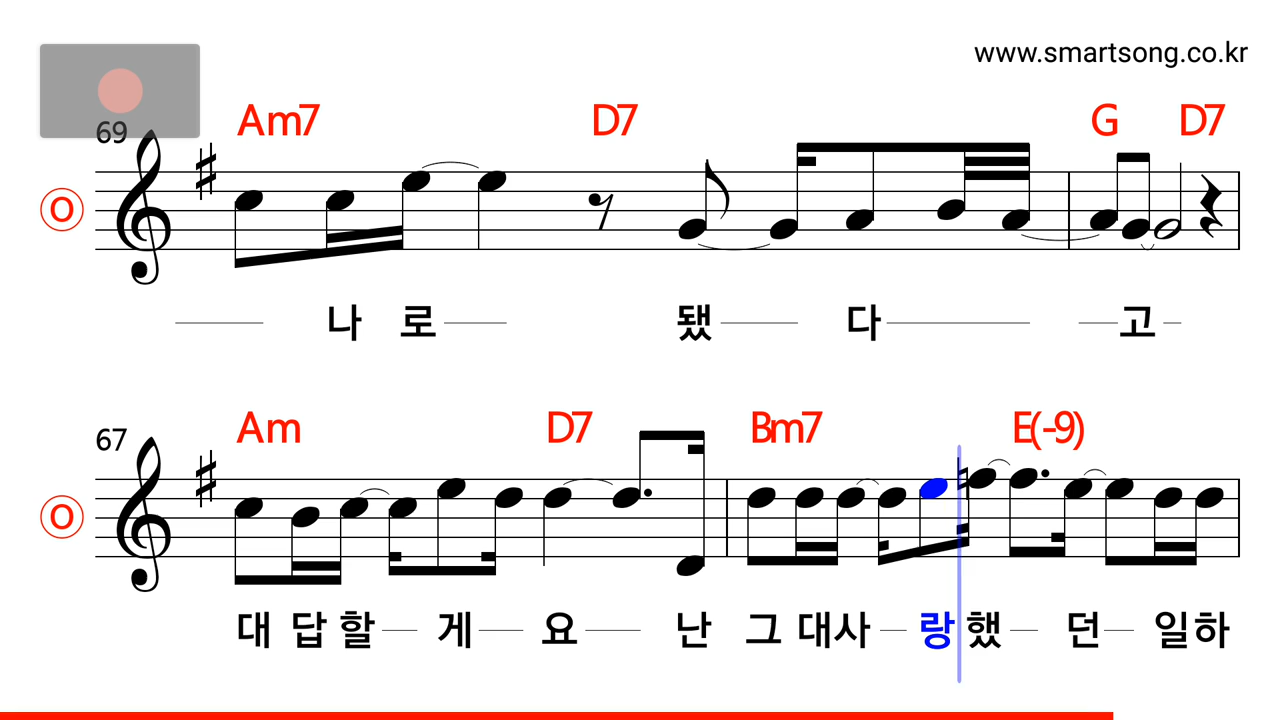 www.smartsong.co.kr
Am7 D7 G D7
69
O
나 로 됐 다 고
Am D7 Bm7 E(-9)
67
O
대 답 할 게 요 난 그 대 사 랑 했 던 일 하